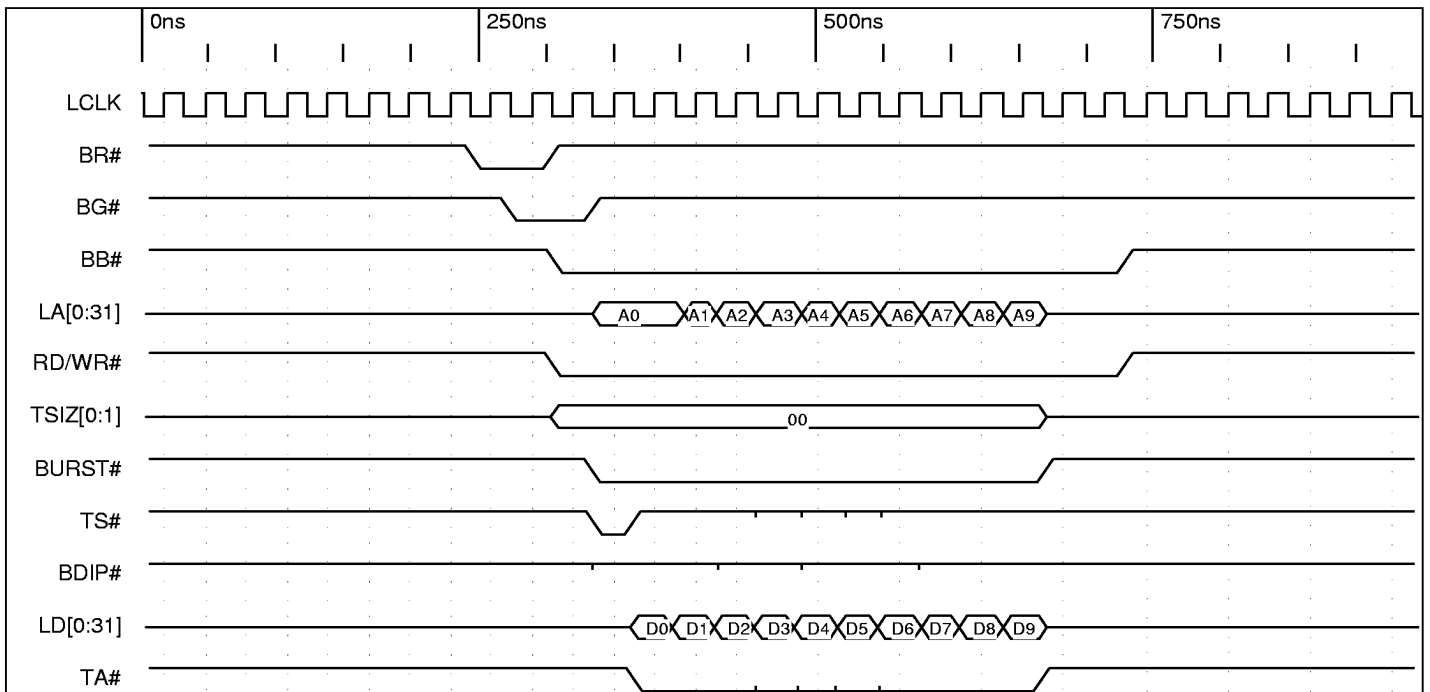 0ns 250ns 500ns 750ns
LCLK
BR#
BG#
BB#
LA[0:31] A0 A1 A2 A3 A4 A5 A6 A7 A8 A9
RD/WR#
TSIZ[0:1] 00
BURST#
TS#
BDIP#
LD[0:31] D0 D1 D2 D3 D4 D5 D6 D7 D8 D9
TA#